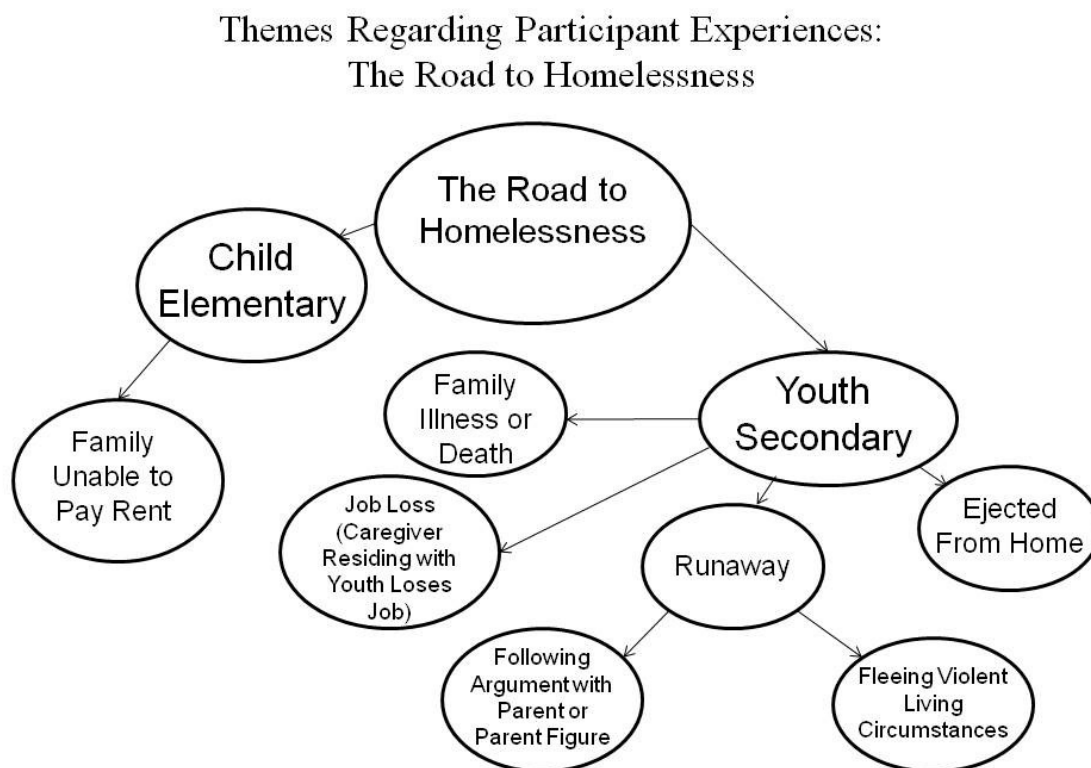 Themes Regarding Participant Experiences:
The Road to Homelessness
The Road to
Homelessness
Child
Elementary
Family
Unable to
Pay Rent
Youth
Secondary
Family
Illness or
Death
Job Loss
(Caregiver
Residing with
Youth Loses
Job)
Runaway
Ejected
From Home
Following
Argument with
Parent or
Parent Figure
Fleeing Violent
Living
Circumstances